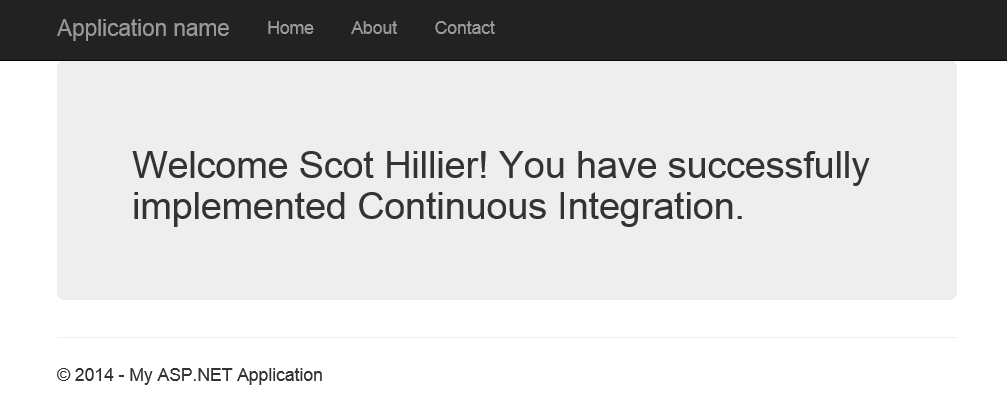 Application name Home About Contact
Welcome Scot Hillier! You have successfully
implemented Continuous Integration.
© 2014 - My ASP.NET Application